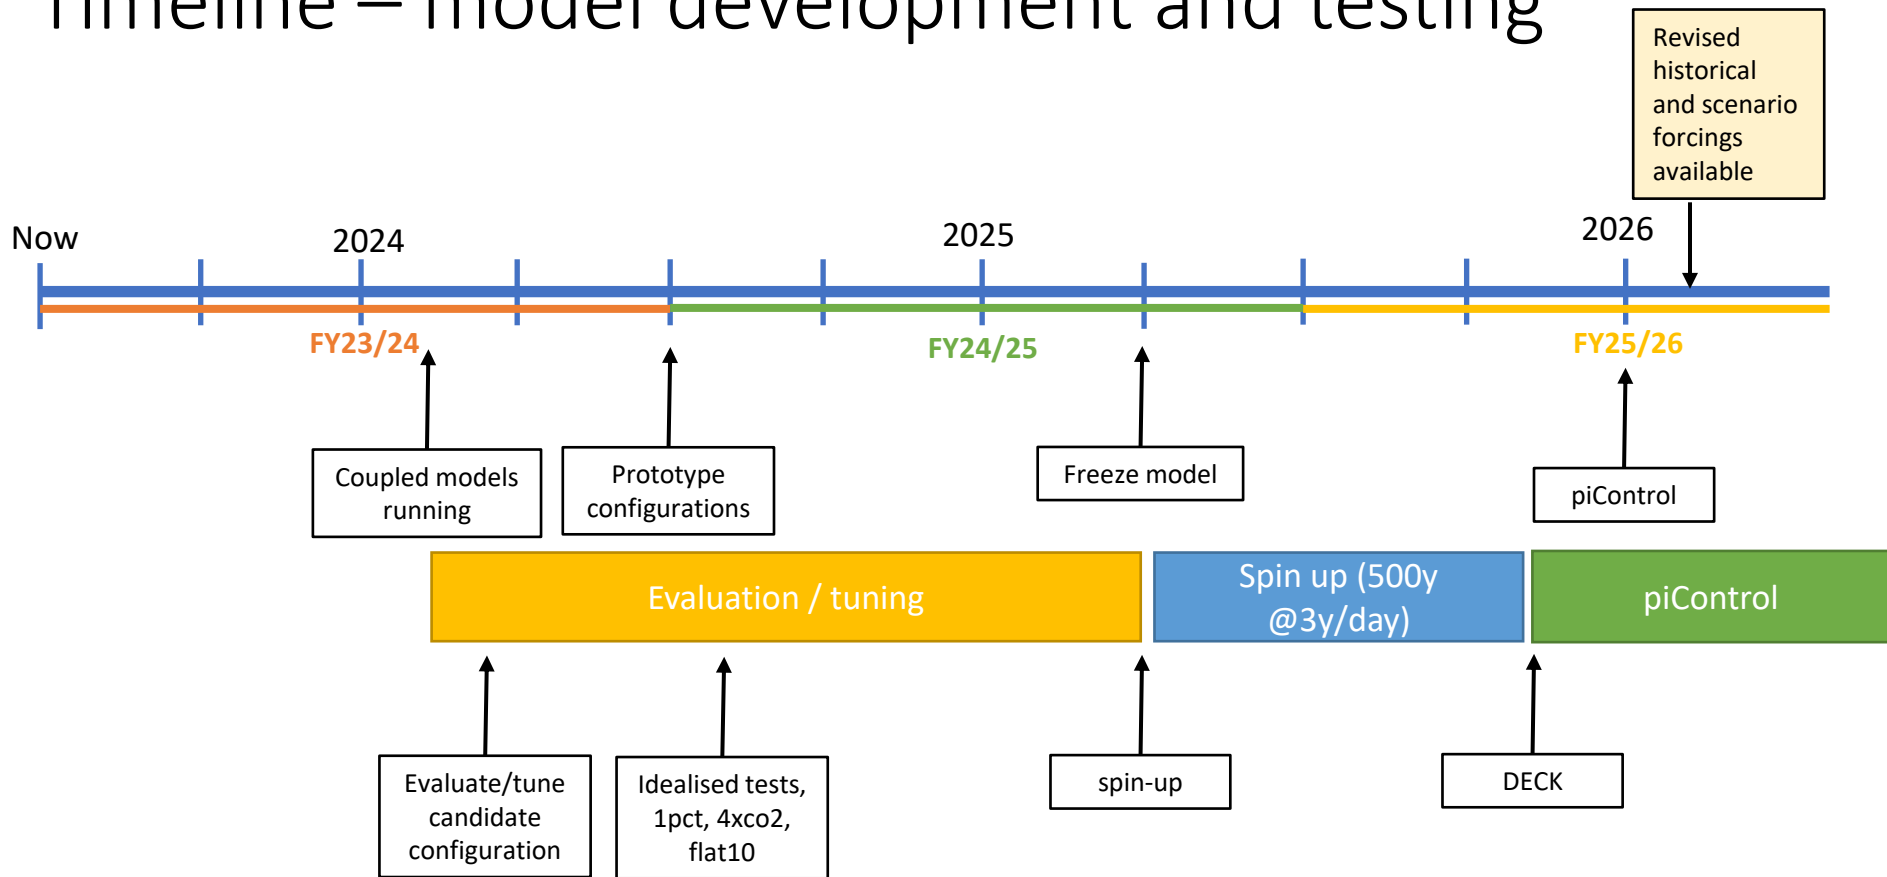 Timeline – model development and testing
Revised
historical
and scenario
forcings
available
Now
2024
2025
2026
FY23/24
FY24/25
FY25/26
Coupled models
running
Prototype
configurations
Freeze model
piControl
Evaluation / tuning
Spin up (500y
@3y/day)
piControl
Evaluate/tune
candidate
configuration
Idealised tests,
1pct, 4xco2,
flat10
spin-up
DECK